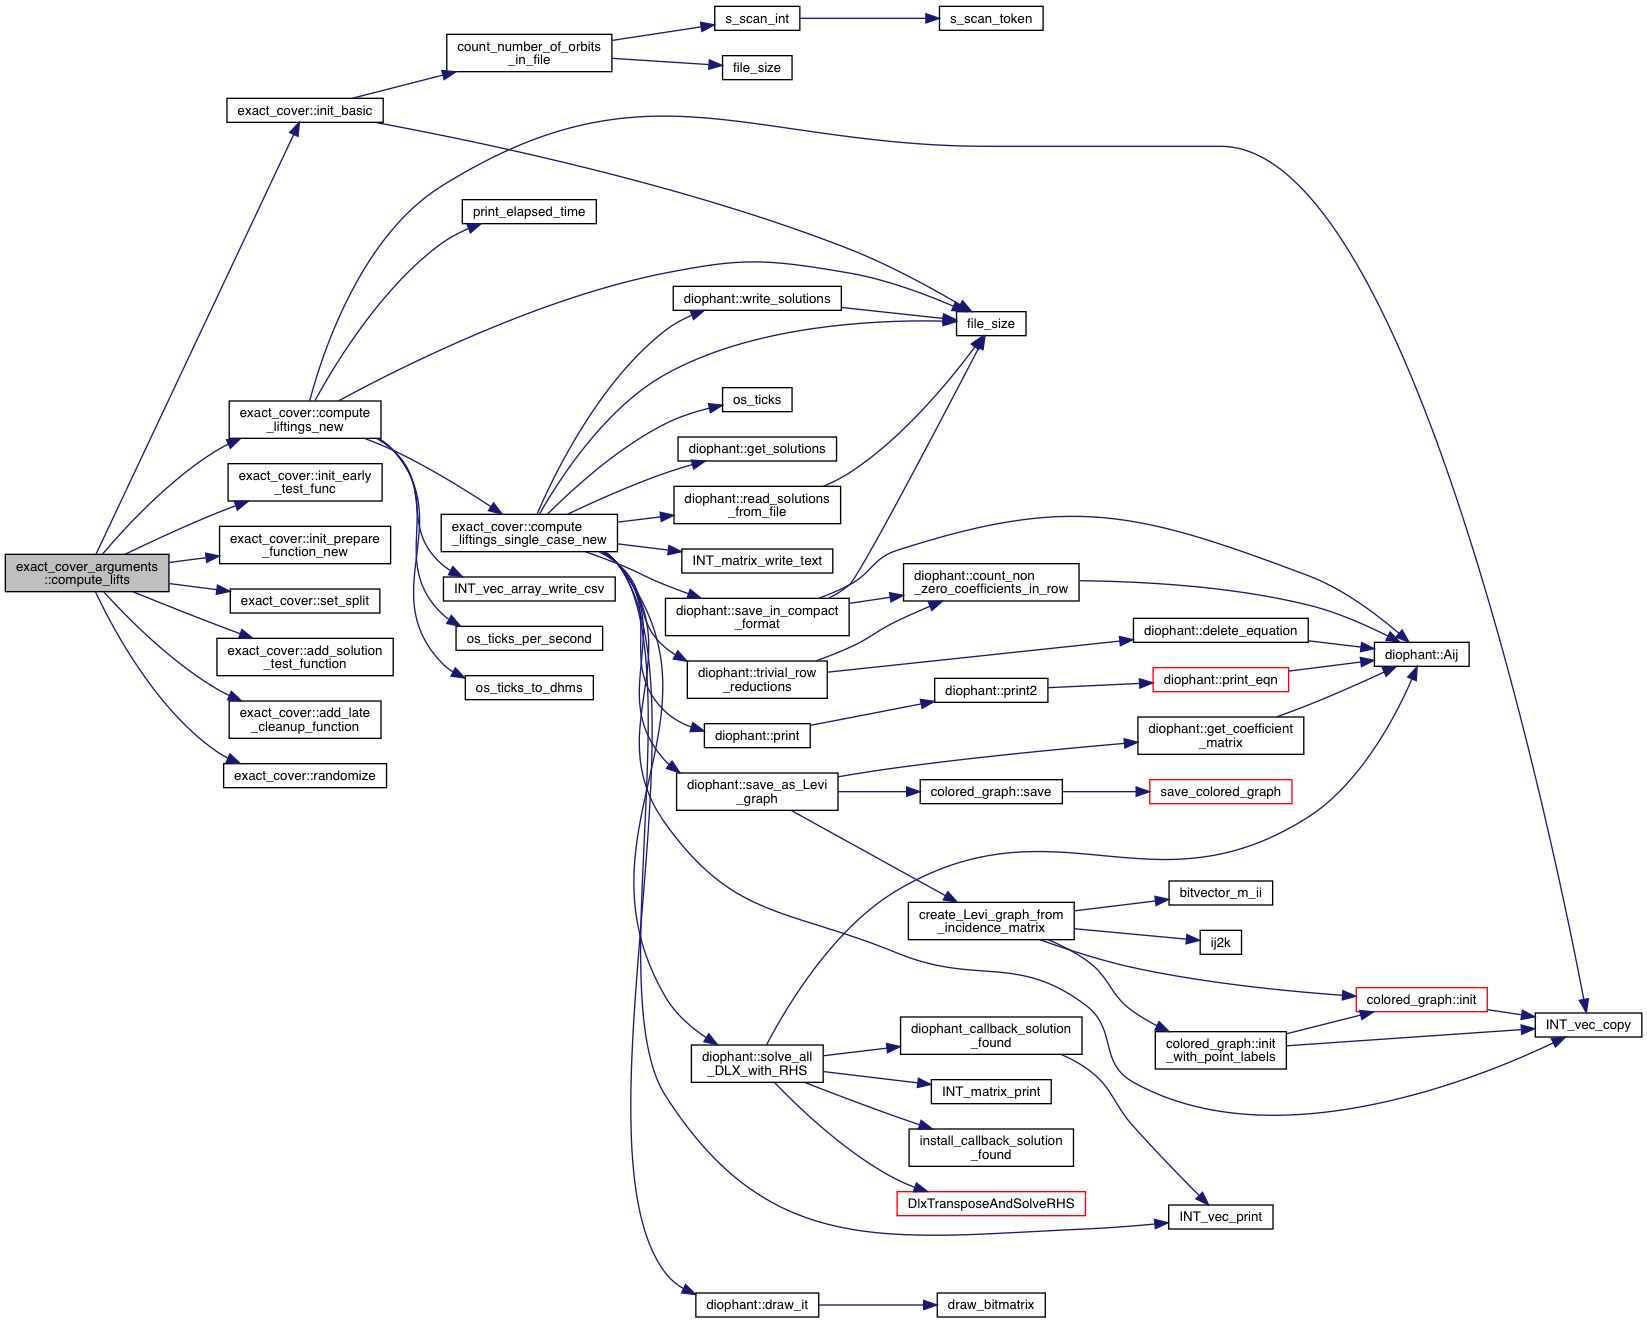 s_scan_int
s_scan_token
count_number_of_orbits
_in_file
file_size
exact_cover::init_basic
print_elapsed_time
diophant::write_solutions
file_size
os_ticks
exact_cover::compute
_liftings_new
diophant::get_solutions
exact_cover::init_early
_test_func
diophant::read_solutions
_from_file
exact_cover::compute
_liftings_single_case_new
exact_cover::init_prepare
_function_new
INT_matrix_write_text
exact_cover_arguments
::compute_lifts
INT_vec_array_write_csv
diophant::count_non
_zero_coefficients_in_row
exact_cover::set_split
diophant::save_in_compact
_format
os_ticks_per_second
diophant::delete_equation
exact_cover::add_solution
_test_function
diophant::Aij
diophant::trivial_row
_reductions
diophant::print_eqn
os_ticks_to_dhms
diophant::print2
exact_cover::add_late
_cleanup_function
diophant::print
diophant::get_coefficient
_matrix
exact_cover::randomize
diophant::save_as_Levi
_graph
colored_graph::save
save_colored_graph
bitvector_m_ii
create_Levi_graph_from
_incidence_matrix
ij2k
colored_graph::init
INT_vec_copy
diophant_callback_solution
_found
colored_graph::init
_with_point_labels
diophant::solve_all
_DLX_with_RHS
INT_matrix_print
install_callback_solution
_found
DlxTransposeAndSolveRHS
INT_vec_print
diophant::draw_it
draw_bitmatrix